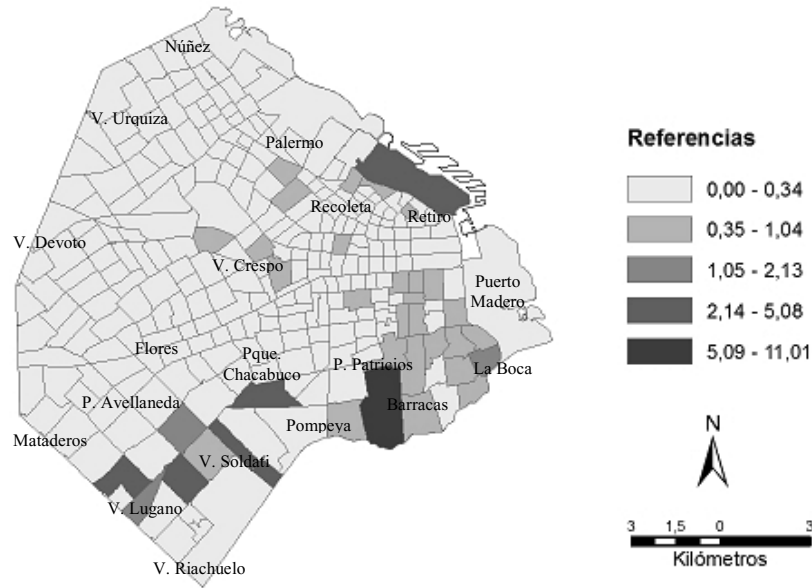 Núñez
V. Urquiza
Palermo
Recoleta
Retiro
V. Devoto
V. Crespo
Puerto
Madero
Flores
Pque.
Chacabuco
P. Patricios
La Boca
P. Avellaneda
Barracas
Mataderos
Pompeya
V. Soldati
V. Lugano
V. Riachuelo
Referencias
0,00 - 0,34
0,35 - 1,04
1,05 - 2,13
2,14 - 5,08
5,09 - 11,01
N
3 1,5 0 3
Kilómetros